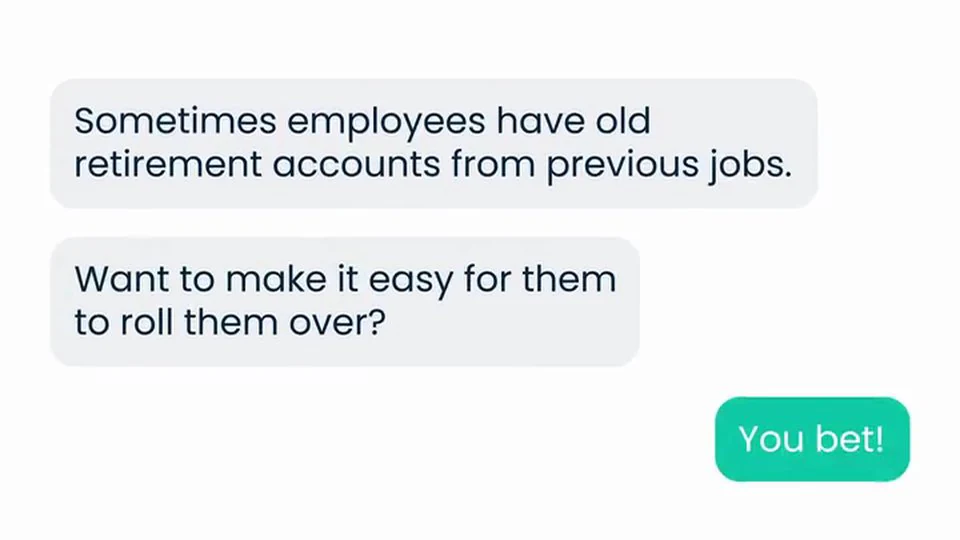 Sometimes employees have old
retirement accounts from previous jobs.
Want to make it easy for them
to roll them over?
You bet!